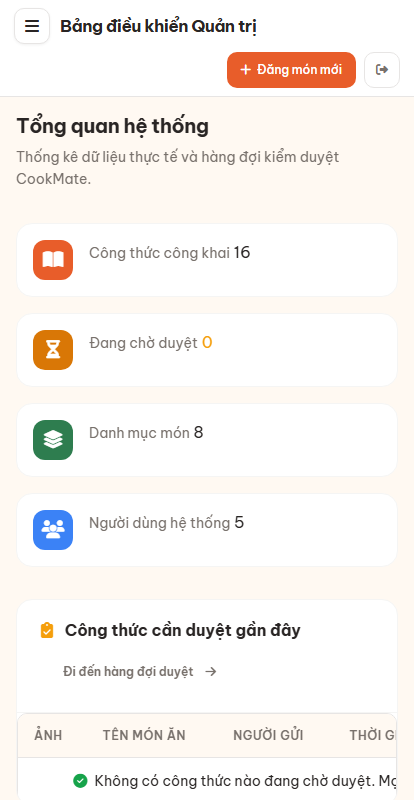 Bảng điều khiển Quản trị
Đăng món mới
Tổng quan hệ thống
Thống kê dữ liệu thực tế và hàng đợi kiểm duyệt
CookMate.
Công thức công khai 16
Đang chờ duyệt 0
Danh mục món 8
Người dùng hệ thống 5
Công thức cần duyệt gần đây
Đi đến hàng đợi duyệt
ẢNH TÊN MÓN ĂN NGƯỜI GỬI THỜI
Không có công thức nào đang chờ duyệt.